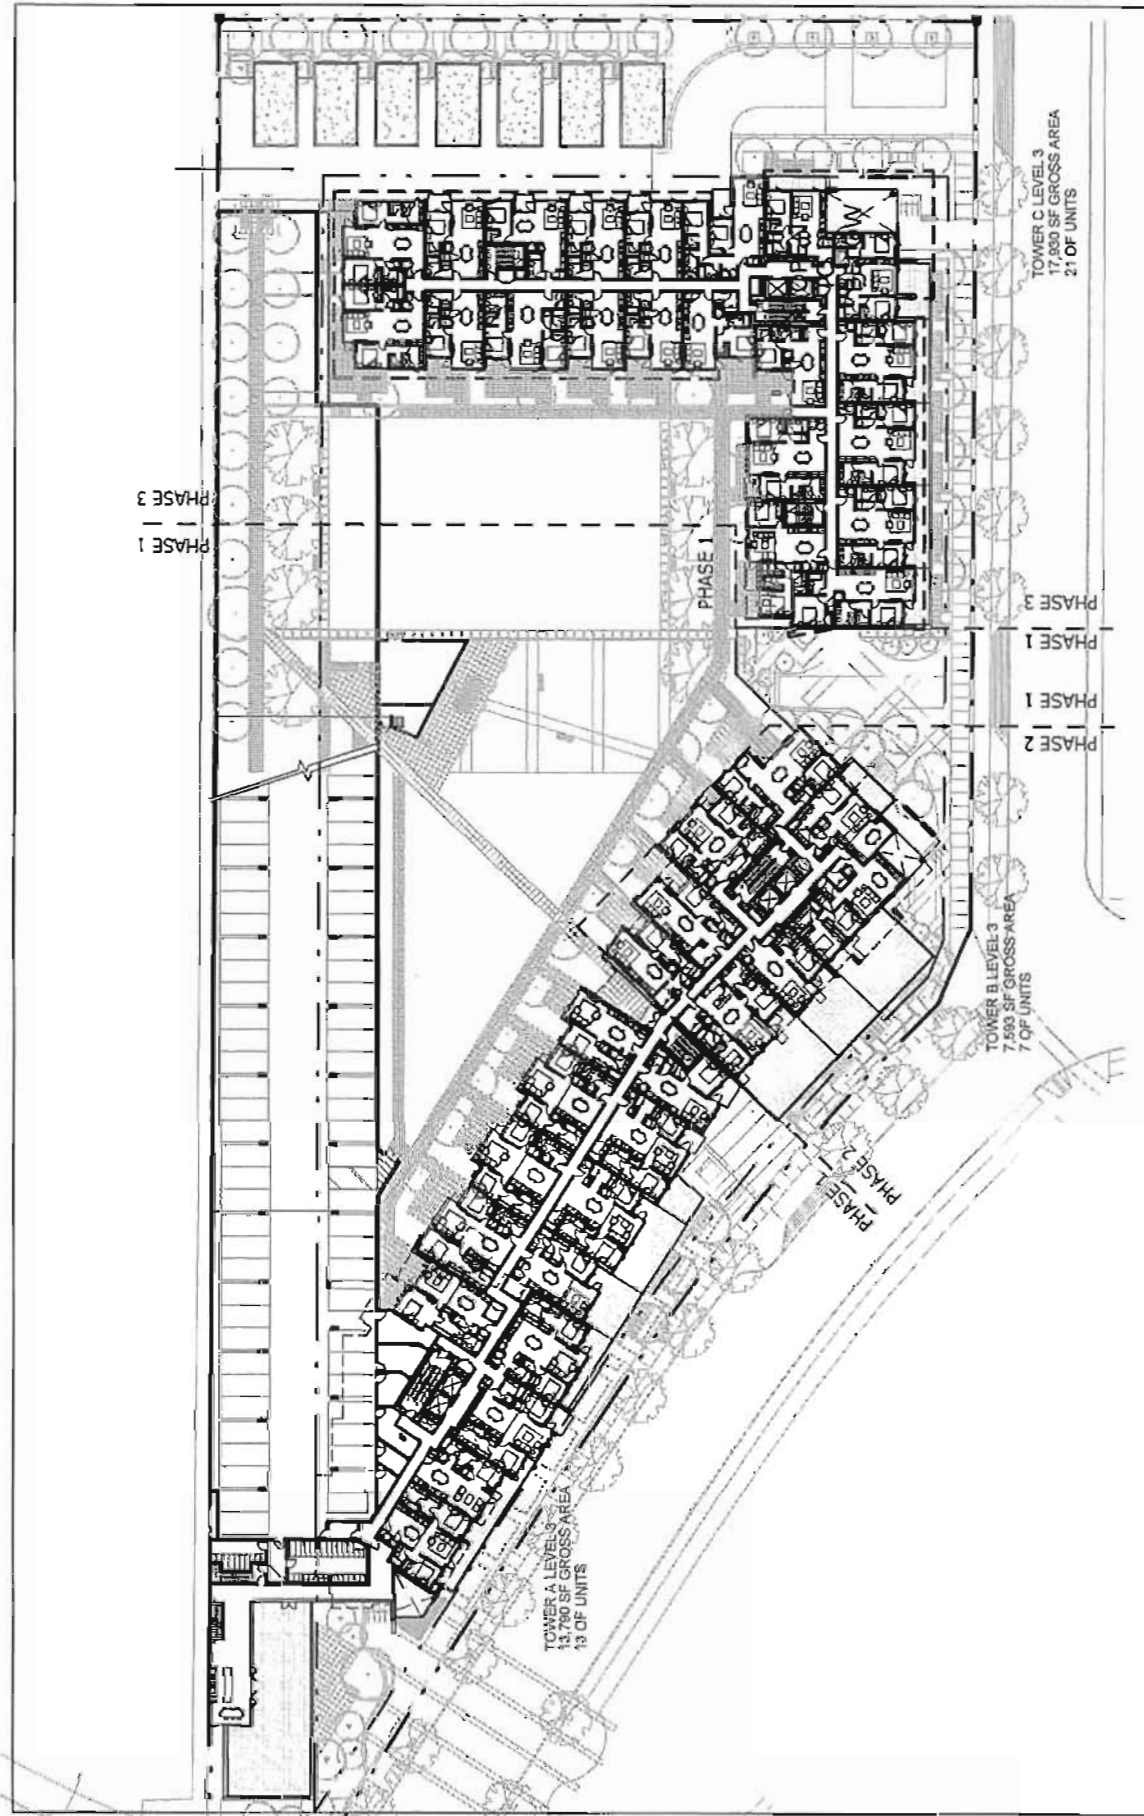 TOWER C LEVEL 3
17,930 SF GROSS AREA
21 OF UNITS
PHASE 3
PHASE 1
PHASE 1
PHASE 3
PHASE 1
PHASE 1
PHASE 2
TOWER B LEVEL 3
7,593 SF GROSS AREA
7 OF UNITS
PHASE 1
PHASE 2
TOWER A LEVEL 3
13,790 SF GROSS AREA
13 OF UNITS